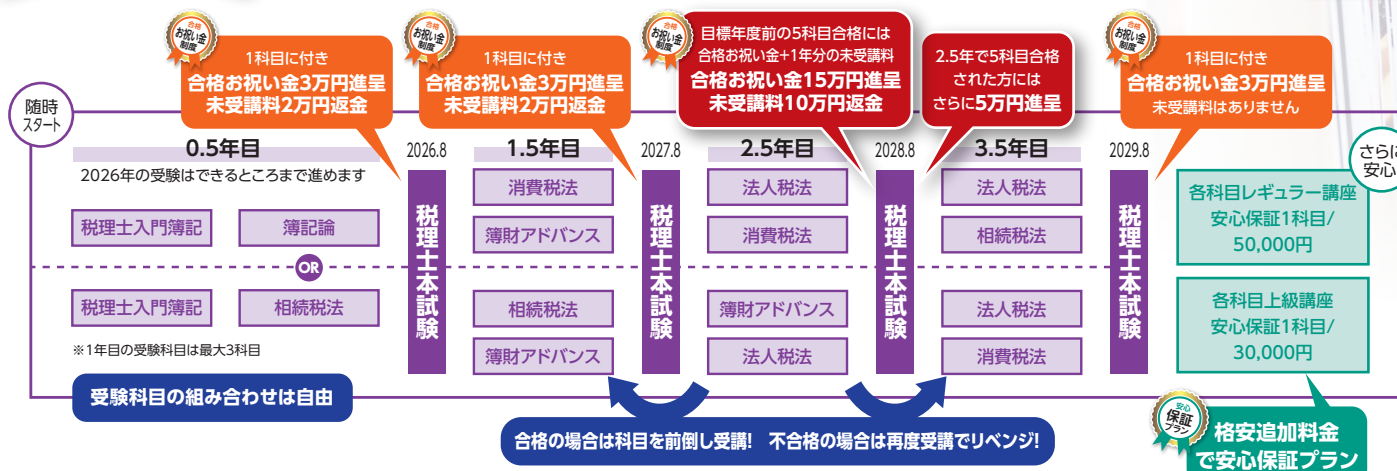 合格
お祝い金
制度
1科目に付き
合格お祝い金3万円進呈
未受講料2万円返金
合格
お祝い金
制度
1科目に付き
合格お祝い金3万円進呈
未受講料2万円返金
合格
お祝い金
制度
目標年度前の5科目合格には
合格お祝い金+1年分の未受講料
合格お祝い金15万円進呈
未受講料10万円返金
2.5年で5科目合格
された方には
さらに5万円進呈
合格
お祝い金
制度
1科目に付き
合格お祝い金3万円進呈
未受講料はありません
随時
スタート
0.5年目
2026年の受験はできるところまで進めます
税理士入門簿記
簿記論
OR
税理士入門簿記
相続税法
※1年目の受験科目は最大3科目
受験科目の組み合わせは自由
2026.8
税理士本試験
1.5年目
消費税法
簿財アドバンス
相続税法
簿財アドバンス
2027.8
税理士本試験
2.5年目
法人税法
消費税法
簿財アドバンス
法人税法
2028.8
税理士本試験
3.5年目
法人税法
相続税法
法人税法
消費税法
2029.8
税理士本試験
さらに
安心
各科目レギュラー講座
安心保証1科目/
50,000円
各科目上級講座
安心保証1科目/
30,000円
合格の場合は科目を前倒し受講! 不合格の場合は再度受講でリベンジ!
安心
保証
プラン
格安追加料金
で安心保証プラン